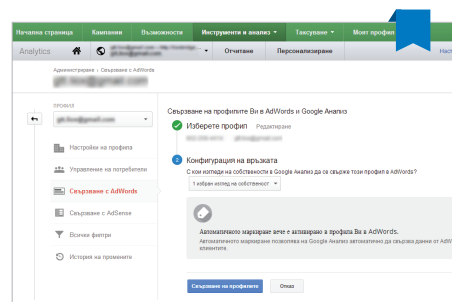 Начална страница Кампании Възможности Инструменти и анализ Таксуване Моят профил
Analytics Отчитане Персонализиране Наст
Администриране › Свързване с AdWords
ПРОФИЛ
Свързване на профилите Ви в AdWords и Google Анализ
Изберете профил Редактиране
Настройки на профила
2 Конфигурация на връзката
Управление на потребители
С кои изгледи на собствености в Google Анализ да се свърже този профил в AdWords?
1 избран изглед на собственост
Свързване с AdWords
Свързване с AdSense
Автоматичното маркиране вече е активирано в профила Ви в AdWords.
Всички филтри
Автоматичното маркиране позволява на Google Анализ автоматично да свързва данни от AdW
клиентите.
История на промените
Свързване на профилите Отказ